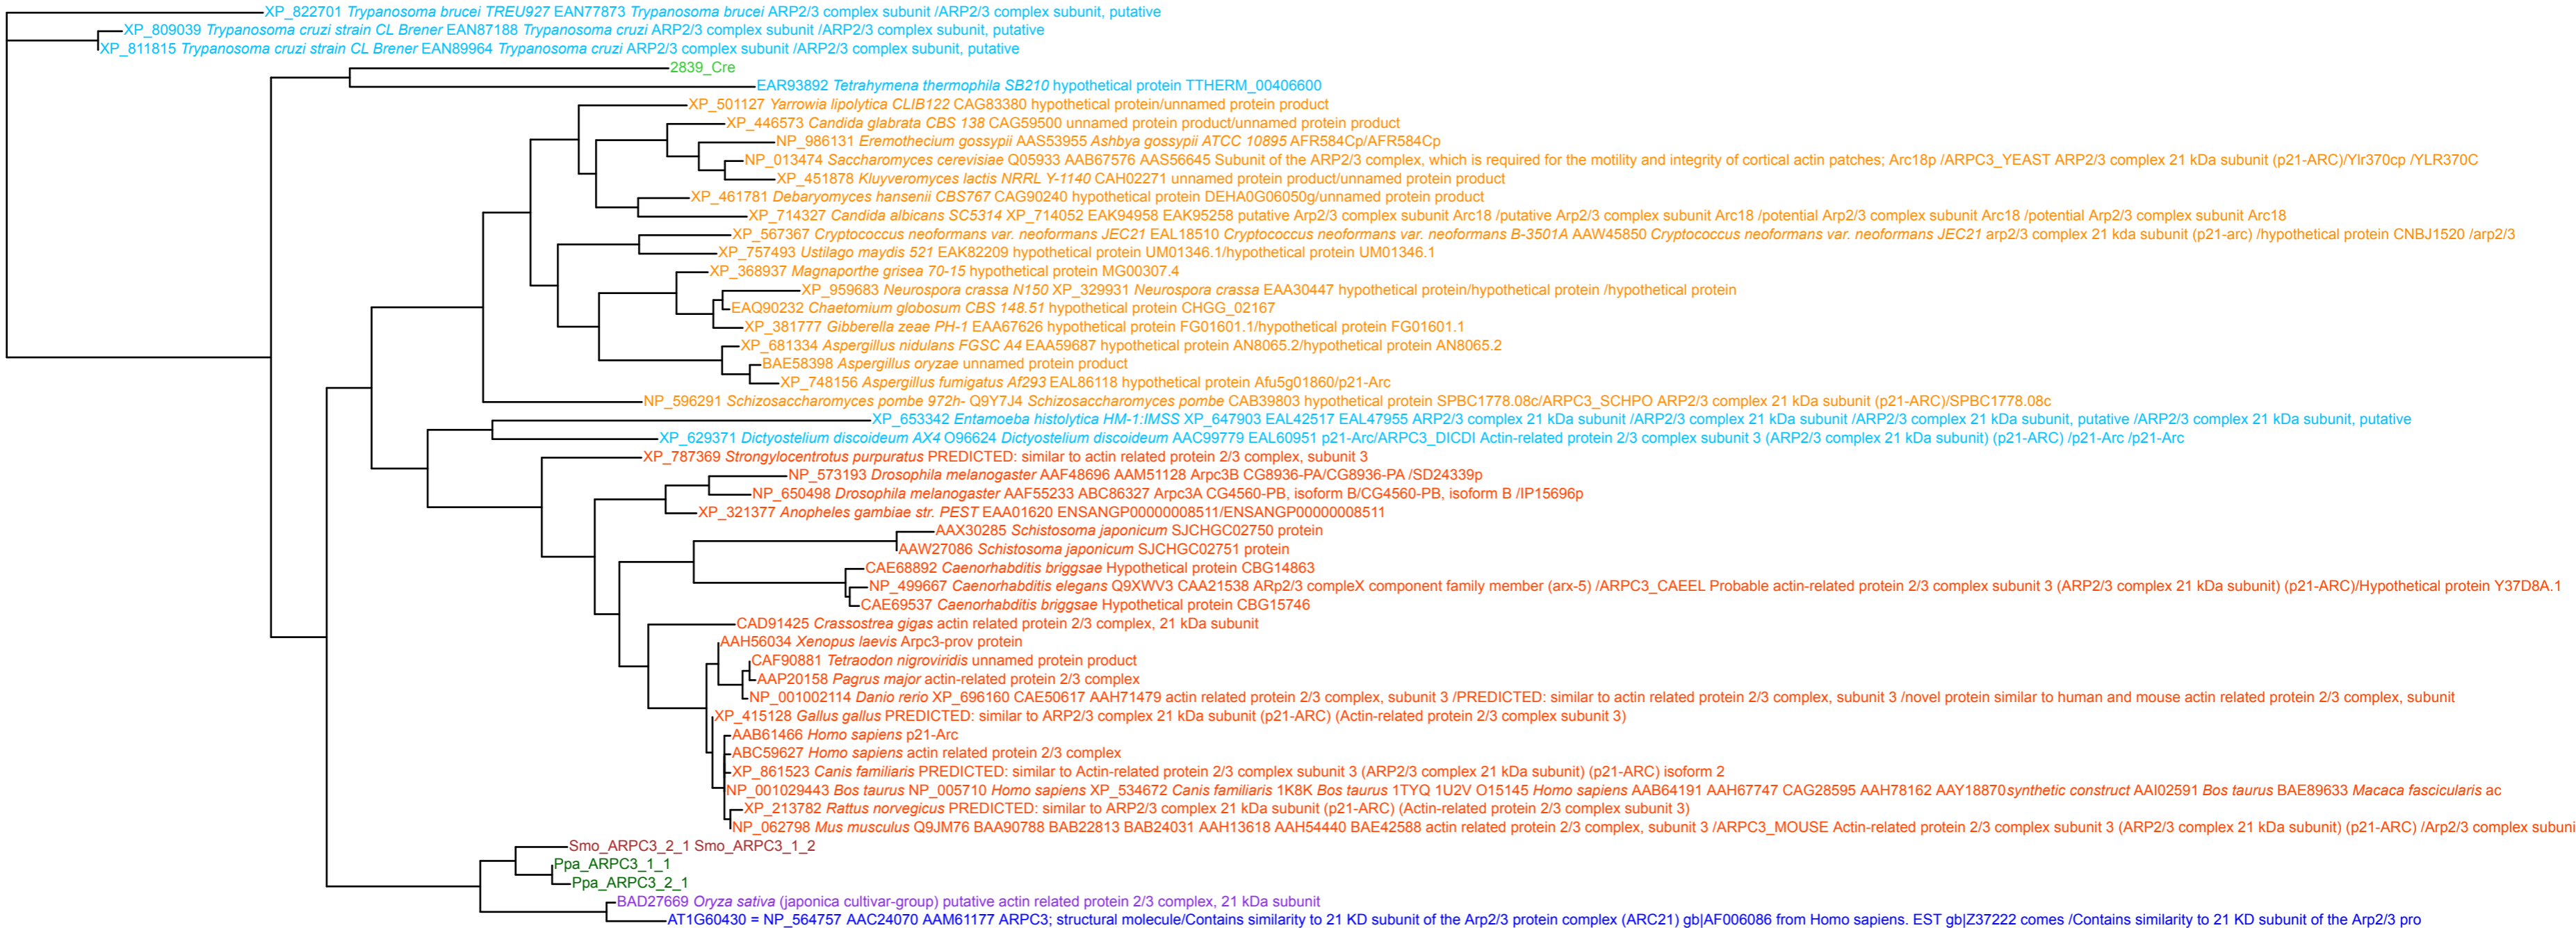 XP_822701 Trypanosoma brucei TREU927 EAN77873 Trypanosoma brucei ARP2/3 complex subunit /ARP2/3 complex subunit, putative
XP_809039 Trypanosoma cruzi strain CL Brener EAN87188 Trypanosoma cruzi ARP2/3 complex subunit /ARP2/3 complex subunit, putative
XP_811815 Trypanosoma cruzi strain CL Brener EAN89964 Trypanosoma cruzi ARP2/3 complex subunit /ARP2/3 complex subunit, putative
2839_Cre
EAR93892 Tetrahymena thermophila SB210 hypothetical protein TTHERM_00406600
XP_501127 Yarrowia lipolytica CLIB122 CAG83380 hypothetical protein/unnamed protein product
XP_446573 Candida glabrata CBS 138 CAG59500 unnamed protein product/unnamed protein product
NP_986131 Eremothecium gossypii AAS53955 Ashbya gossypii ATCC 10895 AFR584Cp/AFR584Cp
NP_013474 Saccharomyces cerevisiae Q05933 AAB67576 AAS56645 Subunit of the ARP2/3 complex, which is required for the motility and integrity of cortical actin patches; Arc18p /ARPC3_YEAST ARP2/3 complex 21 kDa subunit (p21-ARC)/Ylr370cp /YLR370C
XP_451878 Kluyveromyces lactis NRRL Y-1140 CAH02271 unnamed protein product/unnamed protein product
XP_461781 Debaryomyces hansenii CBS767 CAG90240 hypothetical protein DEHA0G06050g/unnamed protein product
XP_714327 Candida albicans SC5314 XP_714052 EAK94958 EAK95258 putative Arp2/3 complex subunit Arc18 /putative Arp2/3 complex subunit Arc18 /potential Arp2/3 complex subunit Arc18 /potential Arp2/3 complex subunit Arc18
XP_567367 Cryptococcus neoformans var. neoformans JEC21 EAL18510 Cryptococcus neoformans var. neoformans B-3501A AAW45850 Cryptococcus neoformans var. neoformans JEC21 arp2/3 complex 21 kda subunit (p21-arc) /hypothetical protein CNBJ1520 /arp2/3
XP_757493 Ustilago maydis 521 EAK82209 hypothetical protein UM01346.1/hypothetical protein UM01346.1
XP_368937 Magnaporthe grisea 70-15 hypothetical protein MG00307.4
XP_959683 Neurospora crassa N150 XP_329931 Neurospora crassa EAA30447 hypothetical protein/hypothetical protein /hypothetical protein
EAQ90232 Chaetomium globosum CBS 148.51 hypothetical protein CHGG_02167
XP_381777 Gibberella zeae PH-1 EAA67626 hypothetical protein FG01601.1/hypothetical protein FG01601.1
XP_681334 Aspergillus nidulans FGSC A4 EAA59687 hypothetical protein AN8065.2/hypothetical protein AN8065.2
BAE58398 Aspergillus oryzae unnamed protein product
XP_748156 Aspergillus fumigatus Af293 EAL86118 hypothetical protein Afu5g01860/p21-Arc
NP_596291 Schizosaccharomyces pombe 972h- Q9Y7J4 Schizosaccharomyces pombe CAB39803 hypothetical protein SPBC1778.08c/ARPC3_SCHPO ARP2/3 complex 21 kDa subunit (p21-ARC)/SPBC1778.08c
XP_653342 Entamoeba histolytica HM-1:IMSS XP_647903 EAL42517 EAL47955 ARP2/3 complex 21 kDa subunit /ARP2/3 complex 21 kDa subunit /ARP2/3 complex 21 kDa subunit, putative /ARP2/3 complex 21 kDa subunit, putative
XP_629371 Dictyostelium discoideum AX4 O96624 Dictyostelium discoideum AAC99779 EAL60951 p21-Arc/ARPC3_DICDI Actin-related protein 2/3 complex subunit 3 (ARP2/3 complex 21 kDa subunit) (p21-ARC) /p21-Arc /p21-Arc
XP_787369 Strongylocentrotus purpuratus PREDICTED: similar to actin related protein 2/3 complex, subunit 3
NP_573193 Drosophila melanogaster AAF48696 AAM51128 Arpc3B CG8936-PA/CG8936-PA /SD24339p
NP_650498 Drosophila melanogaster AAF55233 ABC86327 Arpc3A CG4560-PB, isoform B/CG4560-PB, isoform B /IP15696p
XP_321377 Anopheles gambiae str. PEST EAA01620 ENSANGP00000008511/ENSANGP00000008511
AAX30285 Schistosoma japonicum SJCHGC02750 protein
AAW27086 Schistosoma japonicum SJCHGC02751 protein
CAE68892 Caenorhabditis briggsae Hypothetical protein CBG14863
NP_499667 Caenorhabditis elegans Q9XWV3 CAA21538 ARp2/3 compleX component family member (arx-5) /ARPC3_CAEEL Probable actin-related protein 2/3 complex subunit 3 (ARP2/3 complex 21 kDa subunit) (p21-ARC)/Hypothetical protein Y37D8A.1
CAE69537 Caenorhabditis briggsae Hypothetical protein CBG15746
CAD91425 Crassostrea gigas actin related protein 2/3 complex, 21 kDa subunit
AAH56034 Xenopus laevis Arpc3-prov protein
CAF90881 Tetraodon nigroviridis unnamed protein product
AAP20158 Pagrus major actin-related protein 2/3 complex
NP_001002114 Danio rerio XP_696160 CAE50617 AAH71479 actin related protein 2/3 complex, subunit 3 /PREDICTED: similar to actin related protein 2/3 complex, subunit 3 /novel protein similar to human and mouse actin related protein 2/3 complex, subunit
XP_415128 Gallus gallus PREDICTED: similar to ARP2/3 complex 21 kDa subunit (p21-ARC) (Actin-related protein 2/3 complex subunit 3)
AAB61466 Homo sapiens p21-Arc
ABC59627 Homo sapiens actin related protein 2/3 complex
XP_861523 Canis familiaris PREDICTED: similar to Actin-related protein 2/3 complex subunit 3 (ARP2/3 complex 21 kDa subunit) (p21-ARC) isoform 2
NP_001029443 Bos taurus NP_005710 Homo sapiens XP_534672 Canis familiaris 1K8K Bos taurus 1TYQ 1U2V O15145 Homo sapiens AAB64191 AAH67747 CAG28595 AAH78162 AAY18870 synthetic construct AAI02591 Bos taurus BAE89633 Macaca fascicularis ac
XP_213782 Rattus norvegicus PREDICTED: similar to ARP2/3 complex 21 kDa subunit (p21-ARC) (Actin-related protein 2/3 complex subunit 3)
NP_062798 Mus musculus Q9JM76 BAA90788 BAB22813 BAB24031 AAH13618 AAH54440 BAE42588 actin related protein 2/3 complex, subunit 3 /ARPC3_MOUSE Actin-related protein 2/3 complex subunit 3 (ARP2/3 complex 21 kDa subunit) (p21-ARC) /Arp2/3 complex subuni
Smo_ARPC3_2_1 Smo_ARPC3_1_2
Ppa_ARPC3_1_1
Ppa_ARPC3_2_1
BAD27669 Oryza sativa (japonica cultivar-group) putative actin related protein 2/3 complex, 21 kDa subunit
AT1G60430 = NP_564757 AAC24070 AAM61177 ARPC3; structural molecule/Contains similarity to 21 KD subunit of the Arp2/3 protein complex (ARC21) gb|AF006086 from Homo sapiens. EST gb|Z37222 comes /Contains similarity to 21 KD subunit of the Arp2/3 pro